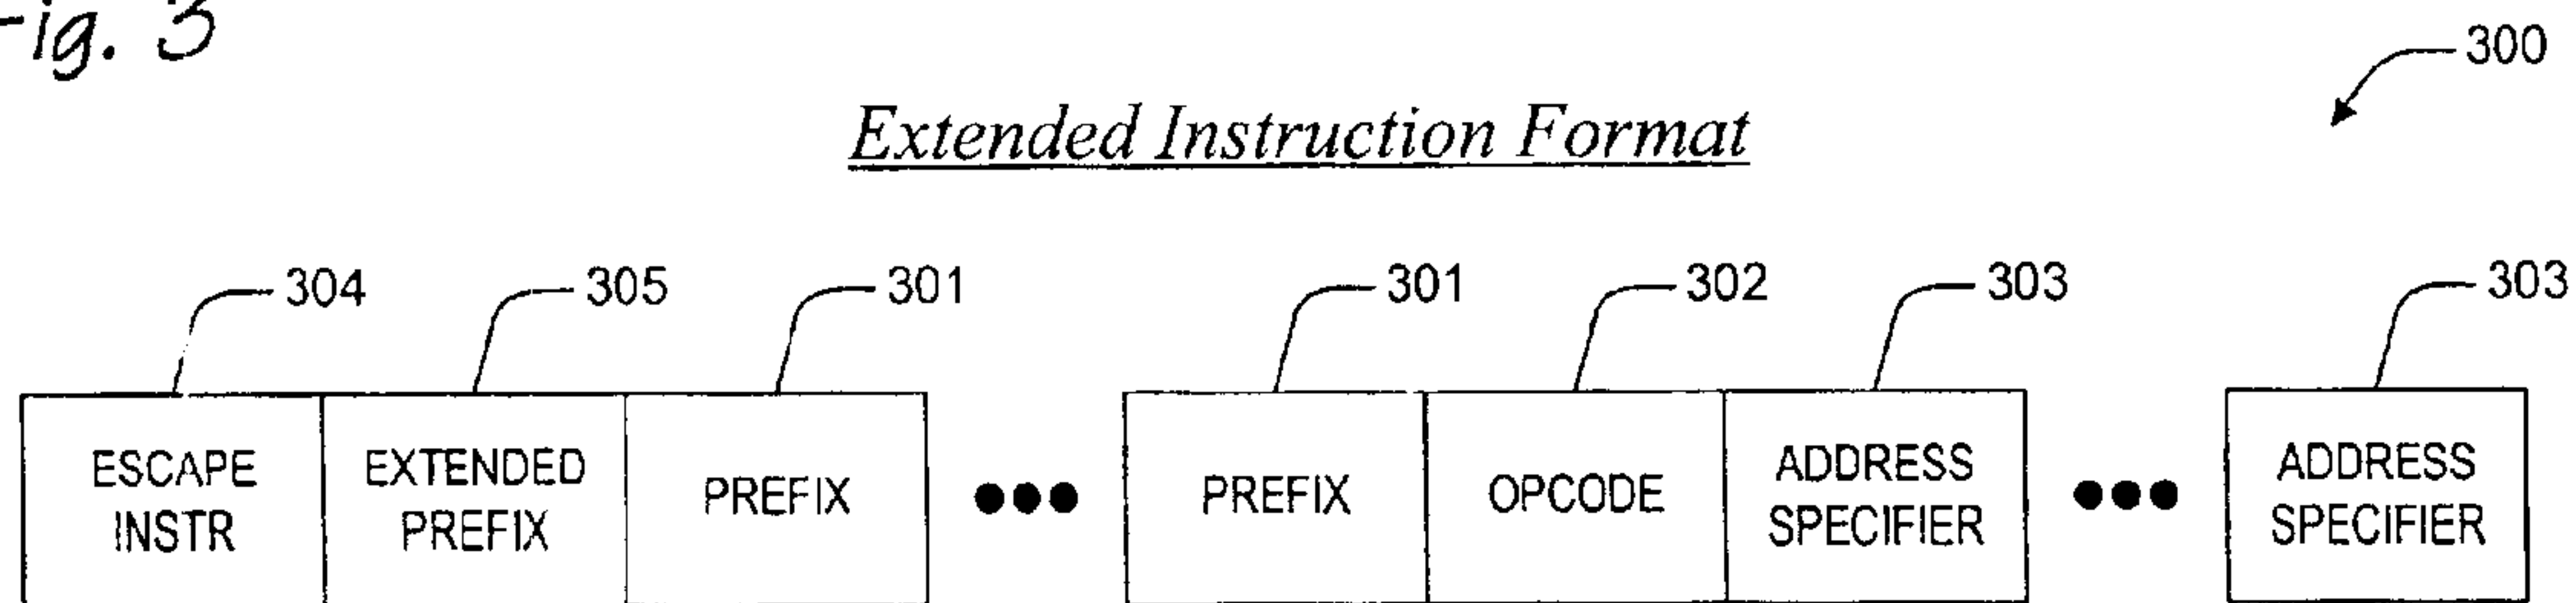 Fig. 3
300
Extended Instruction Format
304 305 301 301 302 303 303
ESCAPE INSTR
EXTENDED PREFIX
PREFIX
PREFIX
OPCODE
ADDRESS SPECIFIER
ADDRESS SPECIFIER